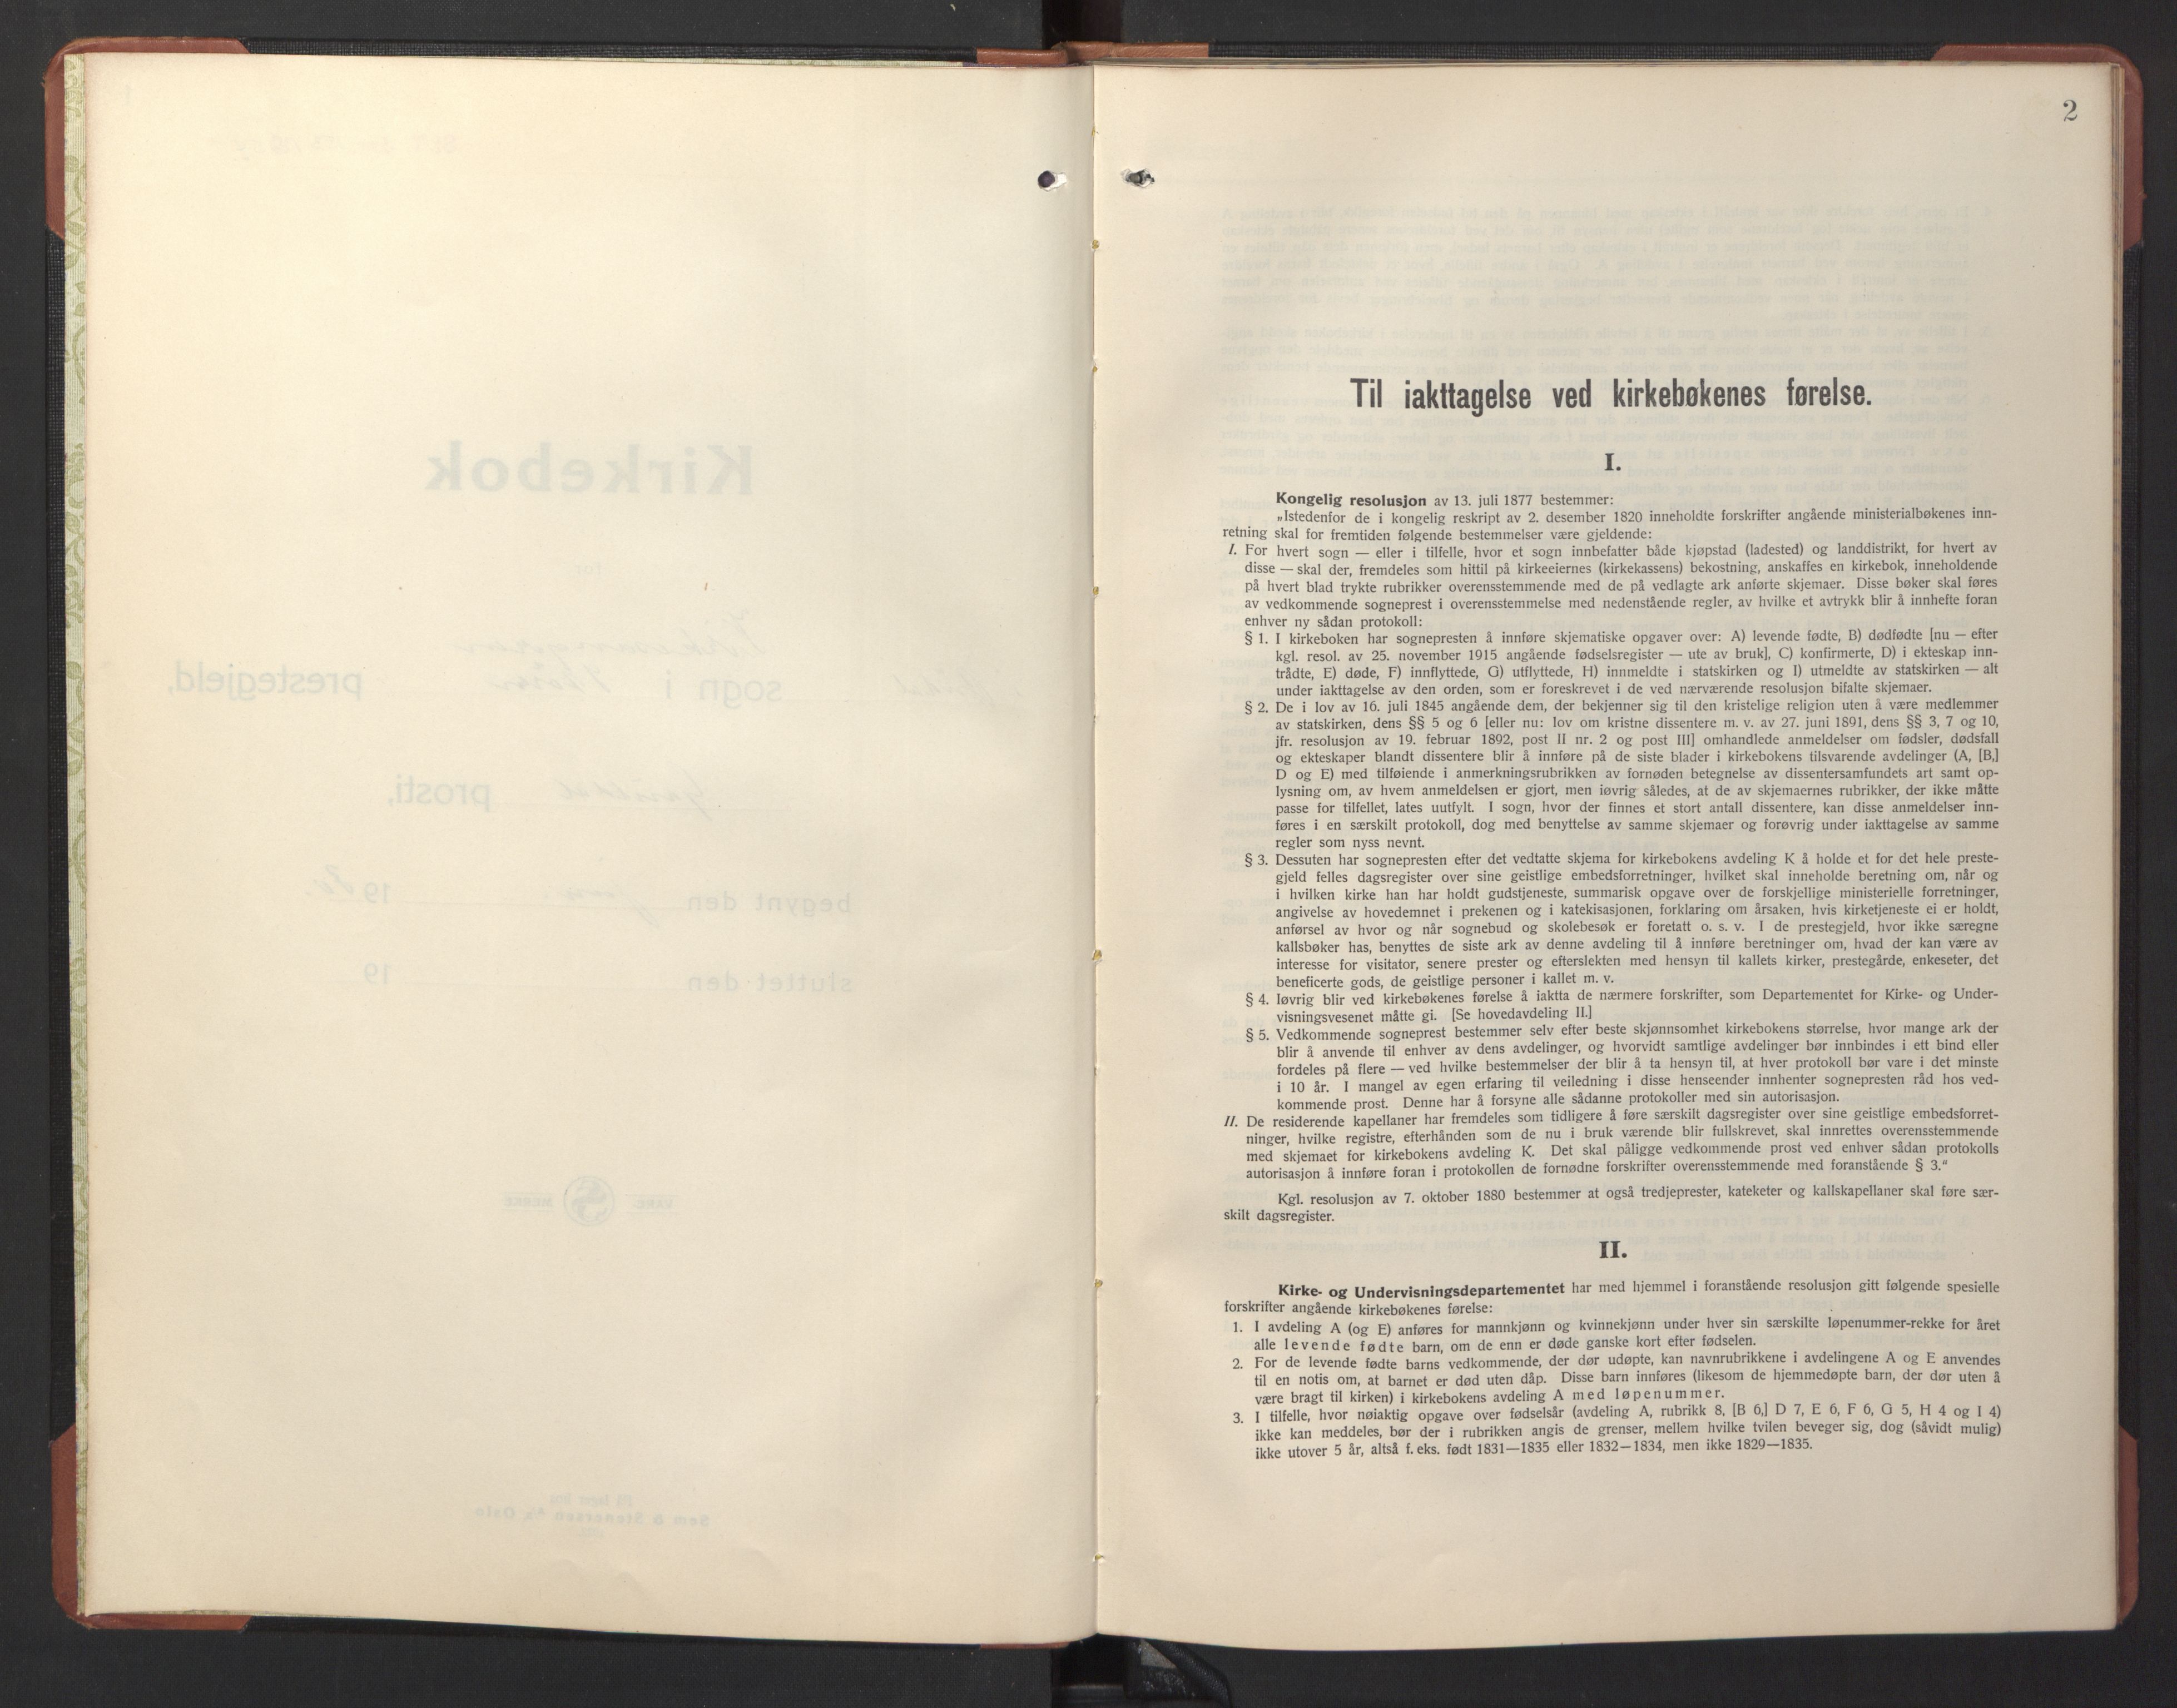 2
Til iakttagelse ved kirkebøkenes førelse.
I.
Kongelig resolusjon av 13. juli 1877 bestemmer:
„Istedenfor de i kongelig reskript av 2. desember 1820 inneholdte forskrifter angående ministerialbøkenes inn-
retning skal for fremtiden følgende bestemmelser være gjeldende:
I. For hvert sogn — eller i tilfelle, hvor et sogn innbefatter både kjøpstad (ladested) og landdistrikt, for hvert av
disse — skal der, fremdeles som hittil på kirkeeiernes (kirkekassens) bekostning, anskaffes en kirkebok, inneholdende
på hvert blad trykte rubrikker overensstemmende med de på vedlagte ark anførte skjemaer. Disse bøker skal føres
av vedkommende sogneprest i overensstemmelse med nedenstående regler, av hvilke et avtrykk blir å innhefte foran
enhver ny sådan protokoll:
§ 1. I kirkeboken har sognepresten å innføre skjematiske opgaver over: A) levende fødte, B) dødfødte [nu — efter
kgl. resol. av 25. november 1915 angående fødselsregister — ute av bruk], C) konfirmerte, D) i ekteskap inn-
trådte, E) døde, F) innflyttede, G) utflyttede, H) innmeldte i statskirken og I) utmeldte av statskirken — alt
under iakttagelse av den orden, som er foreskrevet i de ved nærværende resolusjon bifalte skjemaer.
§ 2. De i lov av 16. juli 1845 angående dem, der bekjenner sig til den kristelige religion uten å være medlemmer
av statskirken, dens §§ 5 og 6 [eller nu: lov om kristne dissentere m. v. av 27. juni 1891, dens §§ 3, 7 og 10,
jfr. resolusjon av 19. februar 1892, post II nr. 2 og post III] omhandlede anmeldelser om fødsler, dødsfall
og ekteskaper blandt dissentere blir å innføre på de siste blader i kirkebokens tilsvarende avdelinger (A, [B,]
D og E) med tilføiende i anmerkningsrubrikken av fornøden betegnelse av dissentersamfundets art samt op-
lysning om, av hvem anmeldelsen er gjort, men iøvrig således, at de av skjemaernes rubrikker, der ikke måtte
passe for tilfellet, lates uutfylt. I sogn, hvor der finnes et stort antall dissentere, kan disse anmeldelser inn-
føres i en særskilt protokoll, dog med benyttelse av samme skjemaer og forøvrig under iakttagelse av samme
regler som nyss nevnt.
§ 3. Dessuten har sognepresten efter det vedtatte skjema for kirkebokens avdeling K å holde et for det hele preste-
gjeld felles dagsregister over sine geistlige embedsforretninger, hvilket skal inneholde beretning om, når og
i hvilken kirke han har holdt gudstjeneste, summarisk opgave over de forskjellige ministerielle forretninger,
angivelse av hovedemnet i prekenen og i katekisasjonen, forklaring om årsaken, hvis kirketjeneste ei er holdt,
anførsel av hvor og når sognebud og skolebesøk er foretatt o. s. v. I de prestegjeld, hvor ikke særegne
kallsbøker has, benyttes de siste ark av denne avdeling til å innføre beretninger om, hvad der kan være av
interesse for visitator, senere prester og efterslekten med hensyn til kallets kirker, prestegårde, enkeseter, det
beneficerte gods, de geistlige personer i kallet m. v.
§ 4. Iøvrig blir ved kirkebøkenes førelse å iaktta de nærmere forskrifter, som Departementet for Kirke- og Under-
visningsvesenet måtte gi. [Se hovedavdeling II.]
§ 5. Vedkommende sogneprest bestemmer selv efter beste skjønnsomhet kirkebokens størrelse, hvor mange ark der
blir å anvende til enhver av dens avdelinger, og hvorvidt samtlige avdelinger bør innbindes i ett bind eller
fordeles på flere — ved hvilke bestemmelser der blir å ta hensyn til, at hver protokoll bør vare i det minste
i 10 år. I mangel av egen erfaring til veiledning i disse henseender innhenter sognepresten råd hos ved-
kommende prost. Denne har å forsyne alle sådanne protokoller med sin autorisasjon.
II. De residerende kapellaner har fremdeles som tidligere å føre særskilt dagsregister over sine geistlige embedsforret-
ninger, hvilke registre, efterhånden som de nu i bruk værende blir fullskrevet, skal innrettes overensstemmende
med skjemaet for kirkebokens avdeling K. Det skal påligge vedkommende prost ved enhver sådan protokolls
autorisasjon å innføre foran i protokollen de fornødne forskrifter overensstemmende med foranstående § 3.“
Kgl. resolusjon av 7. oktober 1880 bestemmer at også tredjeprester, kateketer og kallskapellaner skal føre sær-
skilt dagsregister.
II.
Kirke- og Undervisningsdepartementet har med hjemmel i foranstående resolusjon gitt følgende spesielle
forskrifter angående kirkebøkenes førelse:
1. I avdeling A (og E) anføres for mannkjønn og kvinnekjønn under hver sin særskilte løpenummer-rekke for året
alle levende fødte barn, om de enn er døde ganske kort efter fødselen.
2. For de levende fødte barns vedkommende, der dør udøpte, kan navnrubrikkene i avdelingene A og E anvendes
til en notis om, at barnet er død uten dåp. Disse barn innføres (likesom de hjemmedøpte barn, der dør uten å
være bragt til kirken) i kirkebokens avdeling A med løpenummer.
3. I tilfelle, hvor nøiaktig opgave over fødselsår (avdeling A, rubrikk 8, [B 6,] D 7, E 6, F 6, G 5, H 4 og I 4)
ikke kan meddeles, bør der i rubrikken angis de grenser, mellem hvilke tvilen beveger sig, dog (såvidt mulig)
ikke utover 5 år, altså f. eks. født 1831—1835 eller 1832—1834, men ikke 1829—1835.